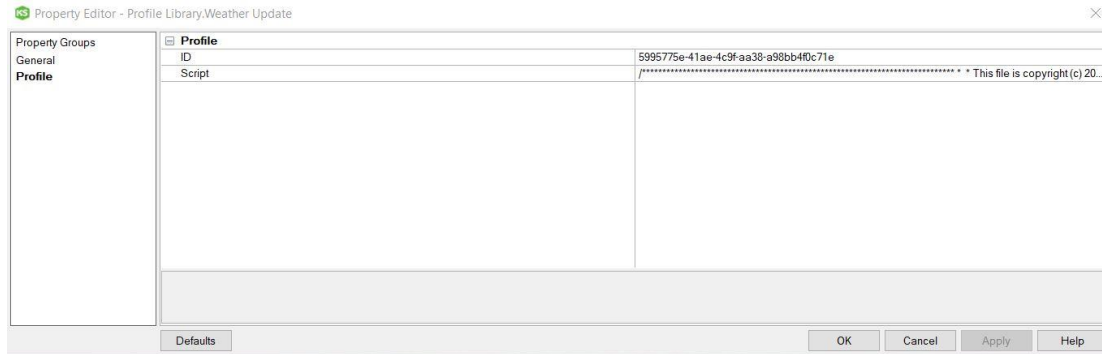 KS Property Editor - Profile Library.Weather Update
Property Groups
General
Profile
Profile
ID 5995775e-41ae-4c9f-aa38-a98bb4f0c71e
Script /****************************************************************************** * * This file is copyright (c) 20...
Defaults OK Cancel Apply Help